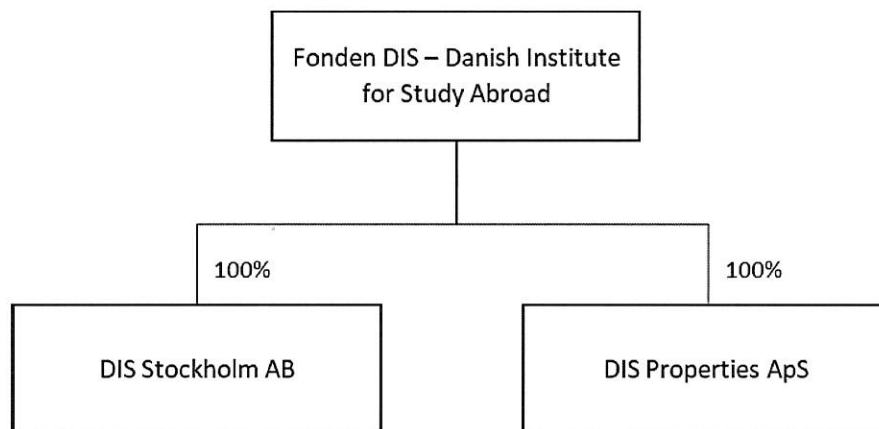 Fonden DIS – Danish Institute
for Study Abroad
100%
100%
DIS Stockholm AB
DIS Properties ApS